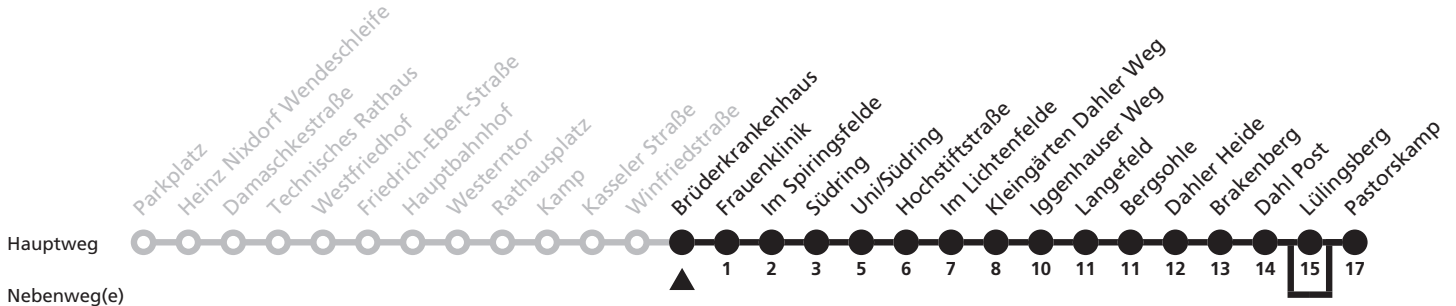 Parkplatz
Heinz Nixdorf Wendeschleife
Damaschkestraße
Technisches Rathaus
Westfriedhof
Friedrich-Ebert-Straße
Hauptbahnhof
Westerntor
Rathausplatz
Kamp
Kasseler Straße
Winfriedstraße
Brüderkrankenhaus
Frauenklinik
Im Spiringsfelde
Südring
Uni/Südring
Hochstiftstraße
Im Lichtenfelde
Kleingärten Dahler Weg
Iggenhauser Weg
Langefeld
Bergsohle
Dahler Heide
Brakenberg
Dahl Post
Lülingsberg
Pastorskamp
Hauptweg
1 2 3 5 6 7 8 10 11 11 12 13 14 15 17
Nebenweg(e)